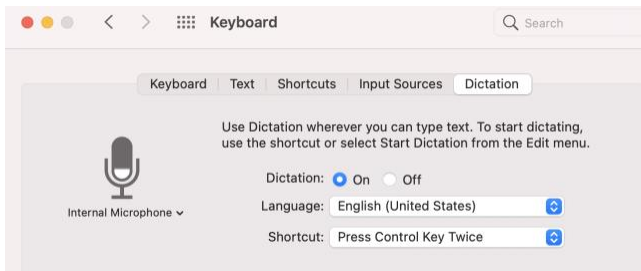 Keyboard
Search
Keyboard Text Shortcuts Input Sources Dictation
Use Dictation wherever you can type text. To start dictating,
use the shortcut or select Start Dictation from the Edit menu.
Dictation: On Off
Internal Microphone
Language: English (United States)
Shortcut: Press Control Key Twice